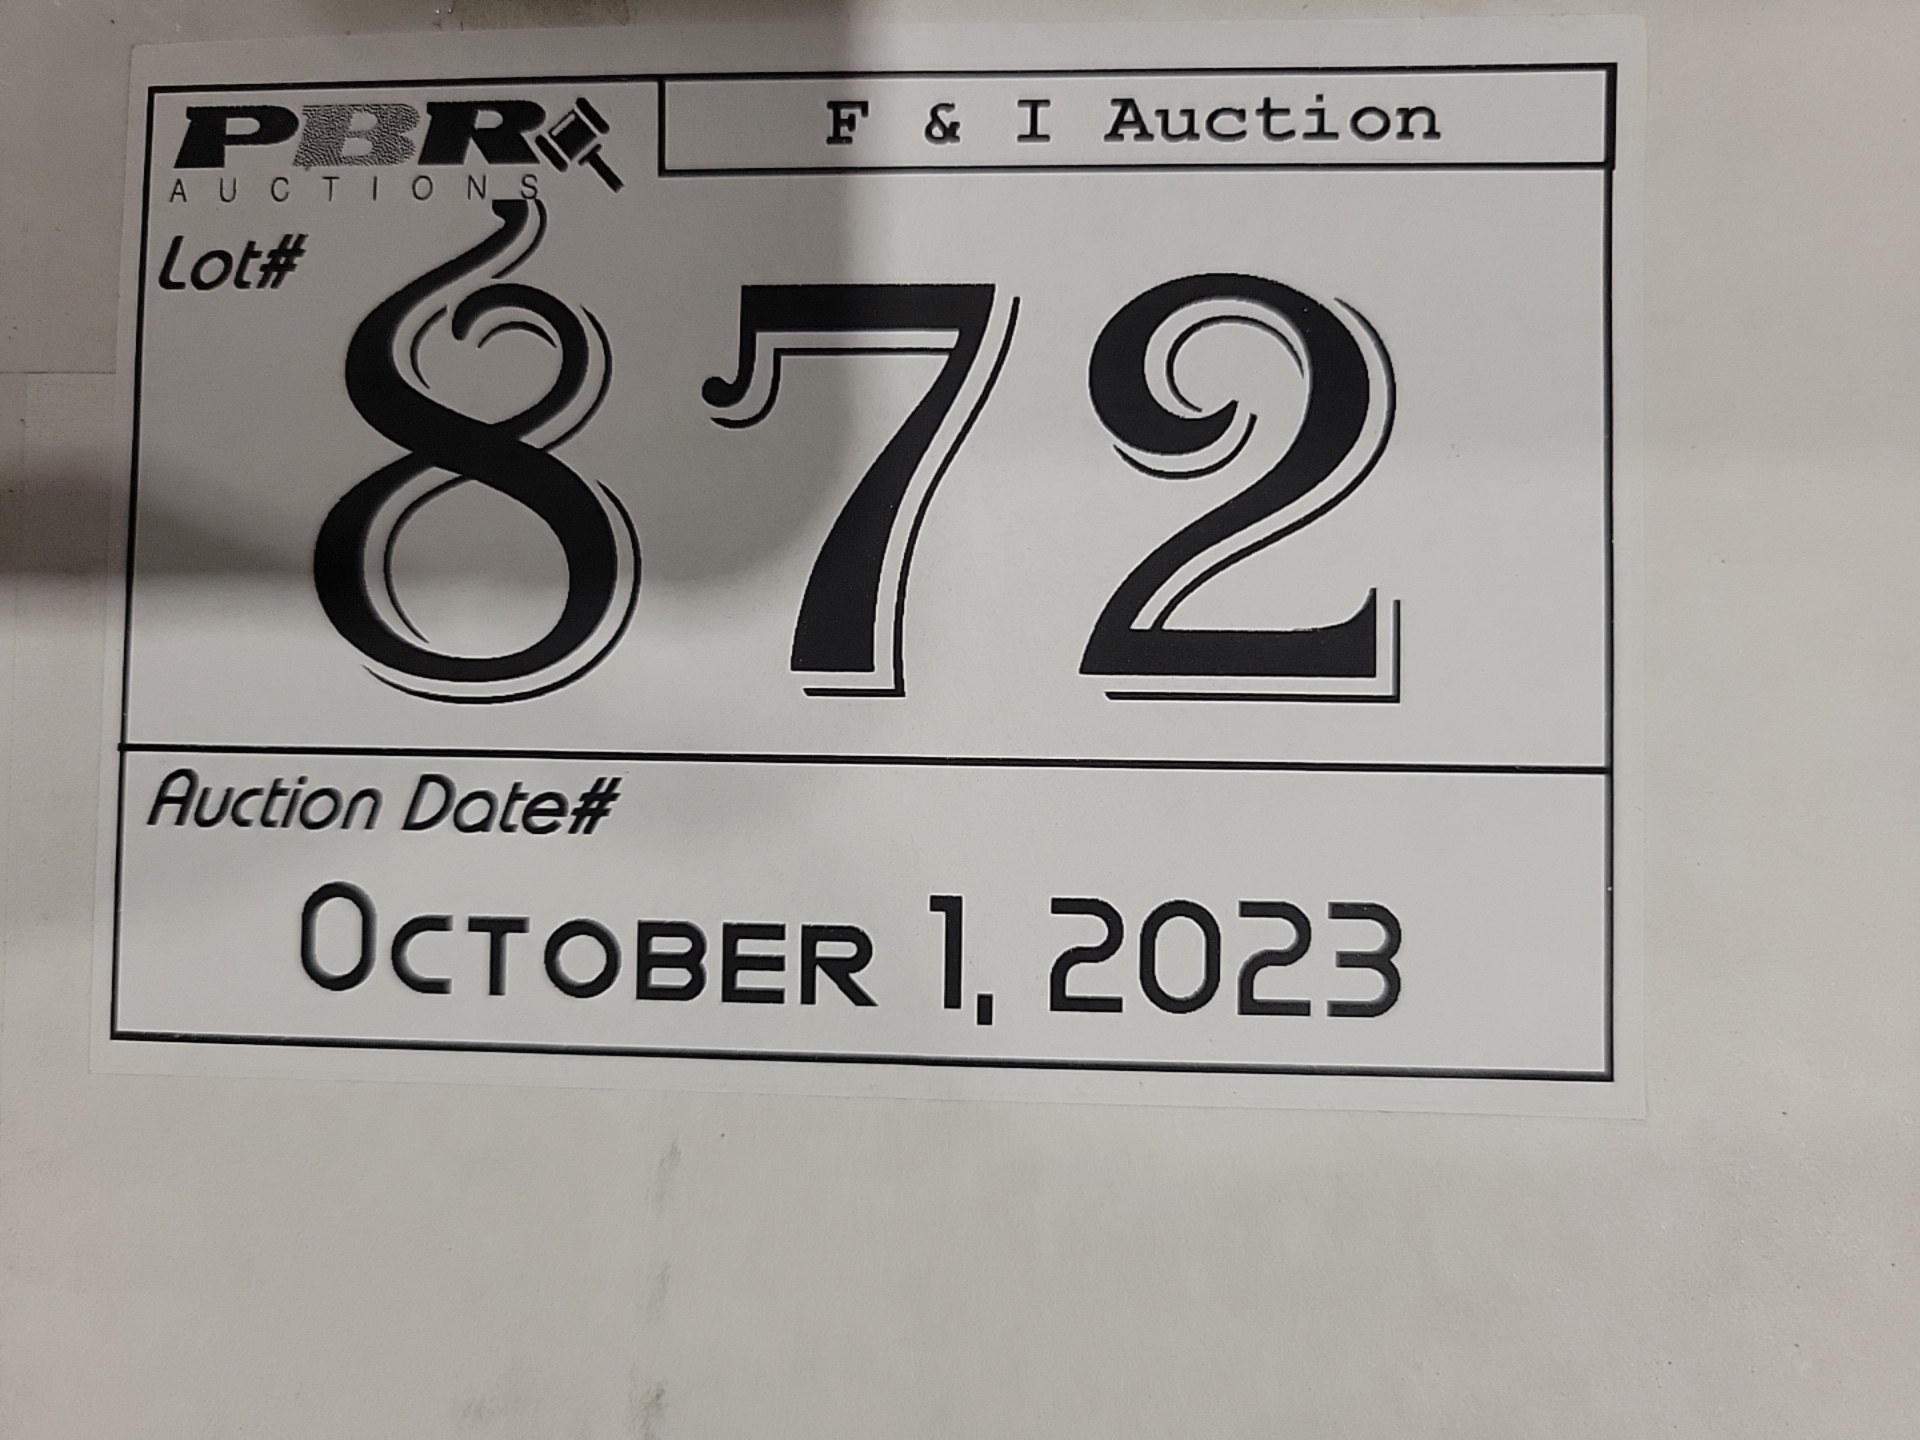 PBR
AUCTIONS
F & I Auction
Lot#
872
Auction Date#
October 1, 2023